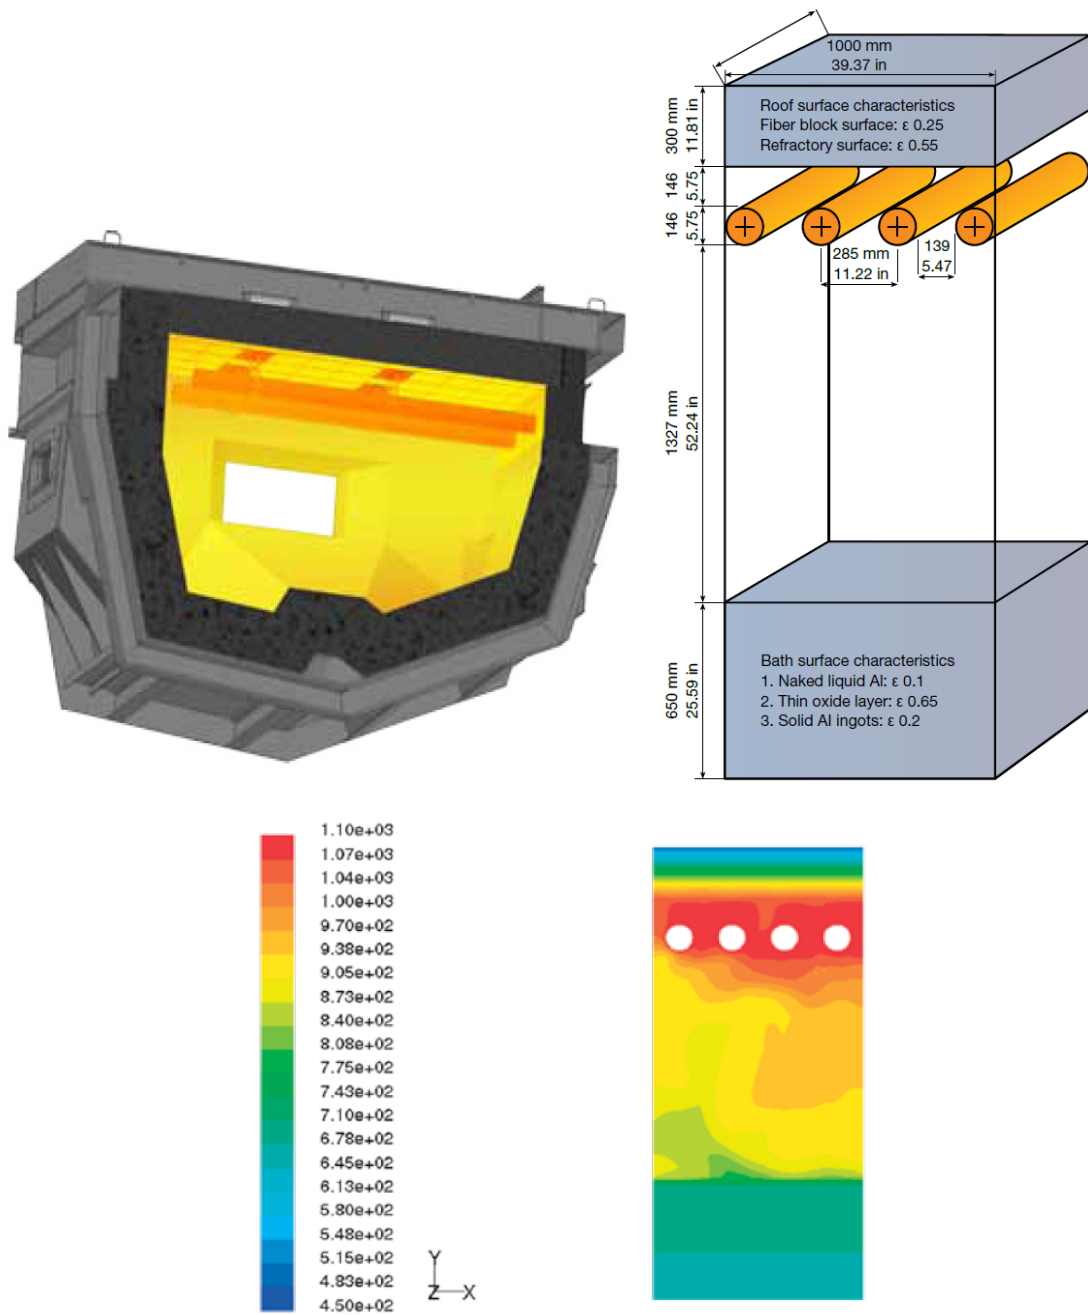 1000 mm
39.37 in
300 mm
11.81 in
Roof surface characteristics
Fiber block surface: ε 0.25
Refractory surface: ε 0.55
146
5.75
146
5.75
285 mm
11.22 in
139
5.47
1327 mm
52.24 in
650 mm
25.59 in
Bath surface characteristics
1. Naked liquid Al: ε 0.1
2. Thin oxide layer: ε 0.65
3. Solid Al ingots: ε 0.2
1.10e+03
1.07e+03
1.04e+03
1.00e+03
9.70e+02
9.38e+02
9.05e+02
8.73e+02
8.40e+02
8.08e+02
7.75e+02
7.43e+02
7.10e+02
6.78e+02
6.45e+02
6.13e+02
5.80e+02
5.48e+02
5.15e+02
4.83e+02
4.50e+02
Y
Z X